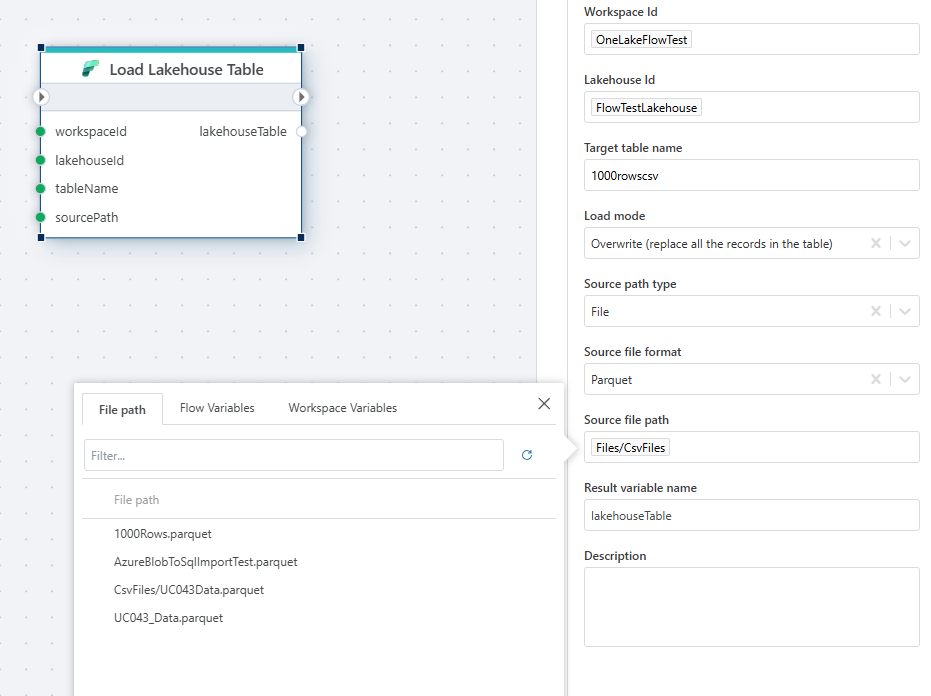 Load Lakehouse Table
workspaceId
lakehouseTable
lakehouseId
tableName
sourcePath
File path
Flow Variables
Workspace Variables
Filter...
File path
1000Rows.parquet
AzureBlobToSqlImportTest.parquet
CsvFiles/UC043Data.parquet
UC043_Data.parquet
Workspace Id
OneLakeFlowTest
Lakehouse Id
FlowTestLakehouse
Target table name
1000rowscsv
Load mode
Overwrite (replace all the records in the table)
Source path type
File
Source file format
Parquet
Source file path
Files/CsvFiles
Result variable name
lakehouseTable
Description